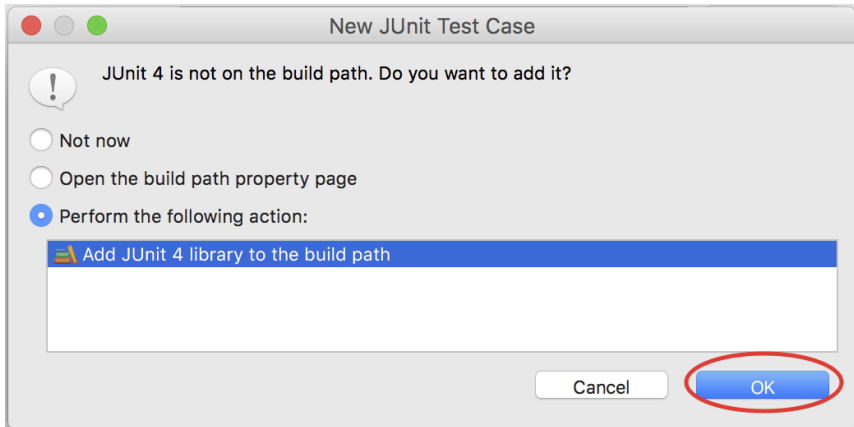 New JUnit Test Case
JUnit 4 is not on the build path. Do you want to add it?
Not now
Open the build path property page
Perform the following action:
Add JUnit 4 library to the build path
Cancel
OK